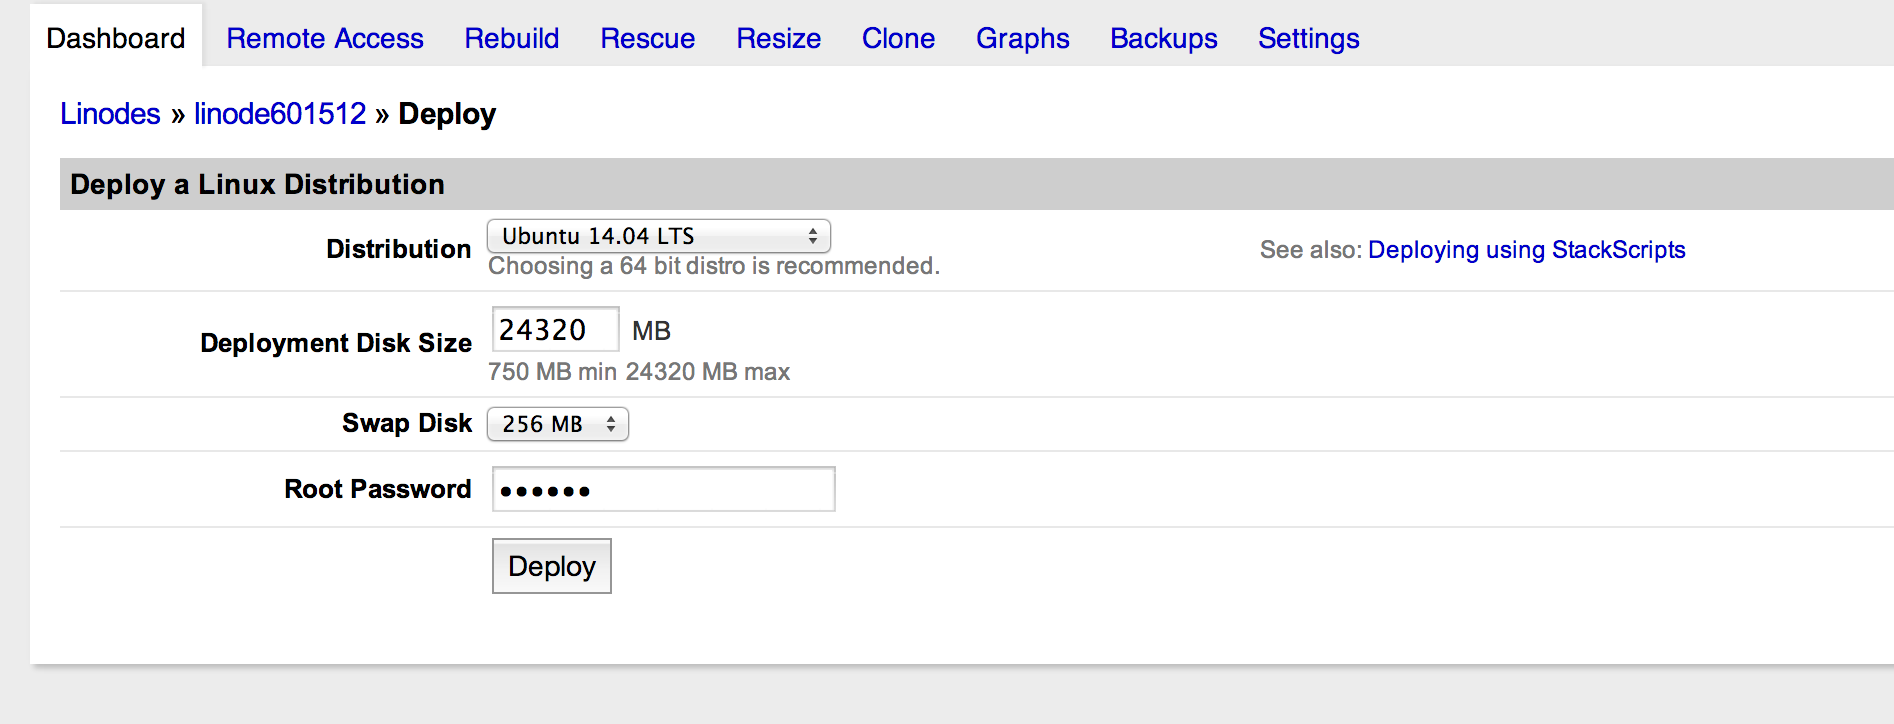 Dashboard Remote Access Rebuild Rescue Resize Clone Graphs Backups Settings
Linodes » linode601512 » Deploy
Deploy a Linux Distribution
Distribution Ubuntu 14.04 LTS
Choosing a 64 bit distro is recommended.
See also: Deploying using StackScripts
Deployment Disk Size 24320 MB
750 MB min 24320 MB max
Swap Disk 256 MB
Root Password ••••••
Deploy